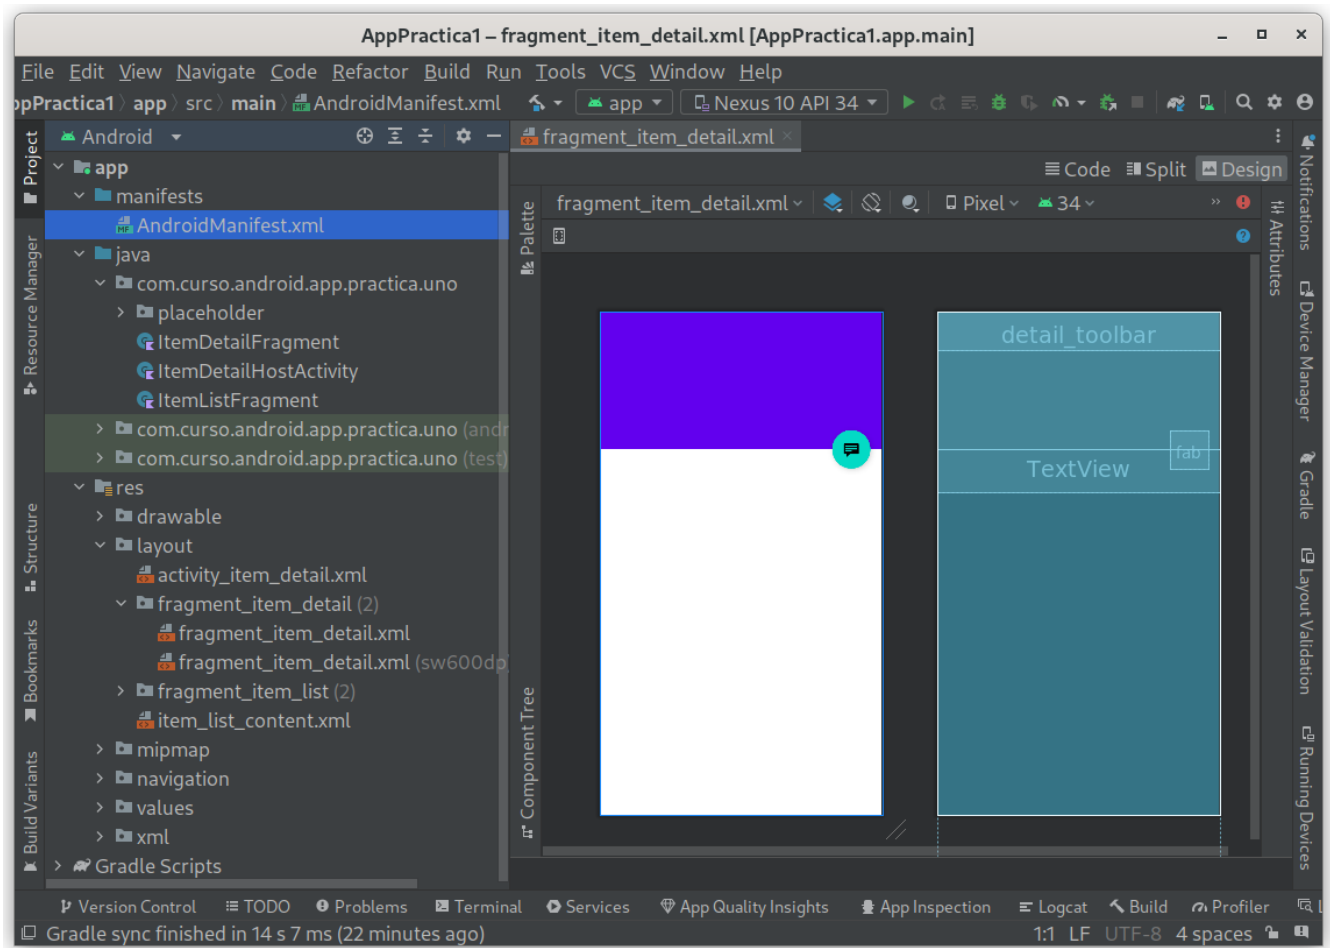 AppPractica1 – fragment_item_detail.xml [AppPractica1.app.main]
File Edit View Navigate Code Refactor Build Run Tools VCS Window Help
ppPractica1 app src main AndroidManifest.xml app Nexus 10 API 34
Project
Resource Manager
Structure
Bookmarks
Build Variants
Android
app
manifests
AndroidManifest.xml
java
com.curso.android.app.practica.uno
placeholder
ItemDetailFragment
ItemDetailHostActivity
ItemListFragment
com.curso.android.app.practica.uno (andr
com.curso.android.app.practica.uno (test)
res
drawable
layout
activity_item_detail.xml
fragment_item_detail (2)
fragment_item_detail.xml
fragment_item_detail.xml (sw600dp)
fragment_item_list (2)
item_list_content.xml
mipmap
navigation
values
xml
Gradle Scripts
fragment_item_detail.xml
Code Split Design
Palette
Component Tree
fragment_item_detail.xml Pixel 34
detail_toolbar
fab
TextView
Attributes
Notifications
Device Manager
Gradle
Layout Validation
Running Devices
Version Control TODO Problems Terminal Services App Quality Insights App Inspection Logcat Build Profiler
Gradle sync finished in 14 s 7 ms (22 minutes ago) 1:1 LF UTF-8 4 spaces